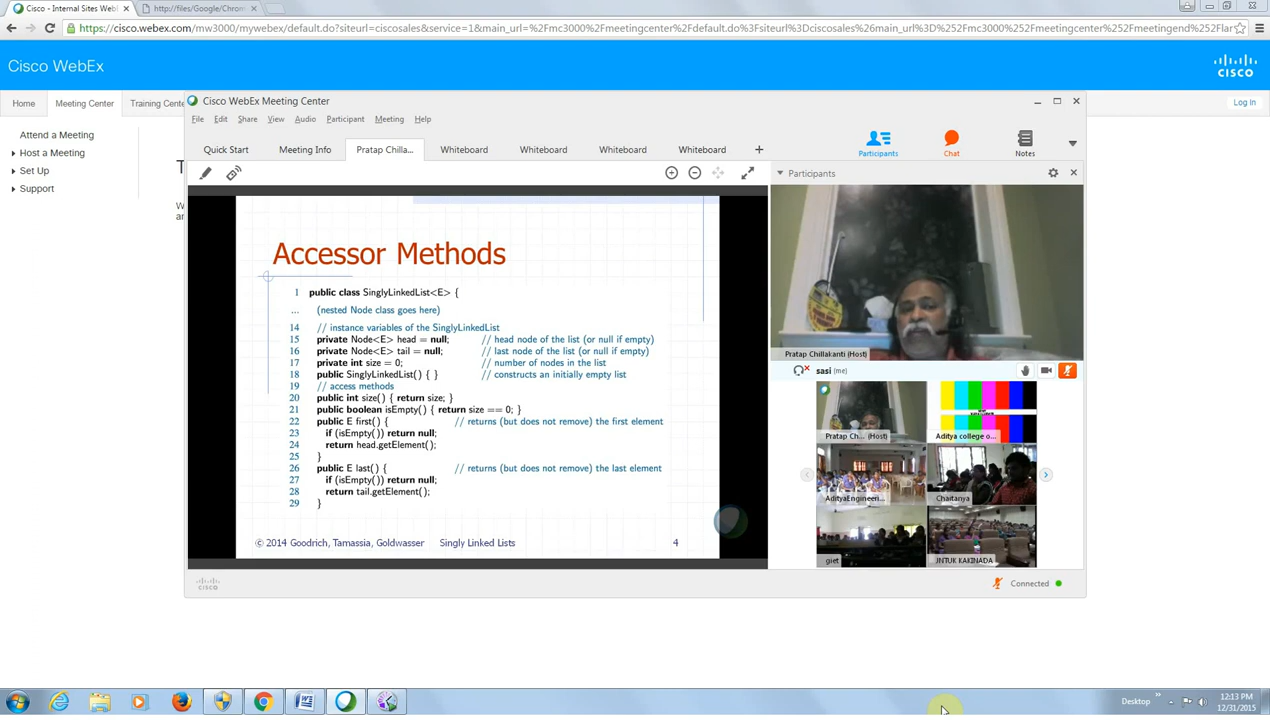 Cisco - Internal Sites Web
http://files/Google/Chrom
https://cisco.webex.com/mw3000/mywebex/default.do?siteurl=ciscosales&service=1&main_url=%2Fmc3000%2Fmeetingcenter%2Fdefault.do%3Fsiteurl%3Dciscosales%26main_url%3D%252Fmc3000%252Fmeetingcenter%252Fmeetingend%252Flar
Cisco WebEx
CISCO
Home Meeting Center Training Cente Log In
Attend a Meeting
Host a Meeting
Set Up
Support
Cisco WebEx Meeting Center
File Edit Share View Audio Participant Meeting Help
Quick Start Meeting Info Pratap Chilla... Whiteboard Whiteboard Whiteboard Whiteboard +
Participants Chat Notes
Participants
Accessor Methods
1 public class SinglyLinkedList<E> {
... (nested Node class goes here)
14 // instance variables of the SinglyLinkedList
15 private Node<E> head = null; // head node of the list (or null if empty)
16 private Node<E> tail = null; // last node of the list (or null if empty)
17 private int size = 0; // number of nodes in the list
18 public SinglyLinkedList() { } // constructs an initially empty list
19 // access methods
20 public int size() { return size; }
21 public boolean isEmpty() { return size == 0; }
22 public E first() { // returns (but does not remove) the first element
23 if (isEmpty()) return null;
24 return head.getElement();
25 }
26 public E last() { // returns (but does not remove) the last element
27 if (isEmpty()) return null;
28 return tail.getElement();
29 }
© 2014 Goodrich, Tamassia, Goldwasser Singly Linked Lists 4
Pratap Chillakanti (Host)
sasi (me)
Pratap Ch... (Host) Aditya college o...
AdityaEngineeri... Chaitanya
giet JNTUK KAKINADA
cisco
Connected
Desktop
12:13 PM
12/31/2015